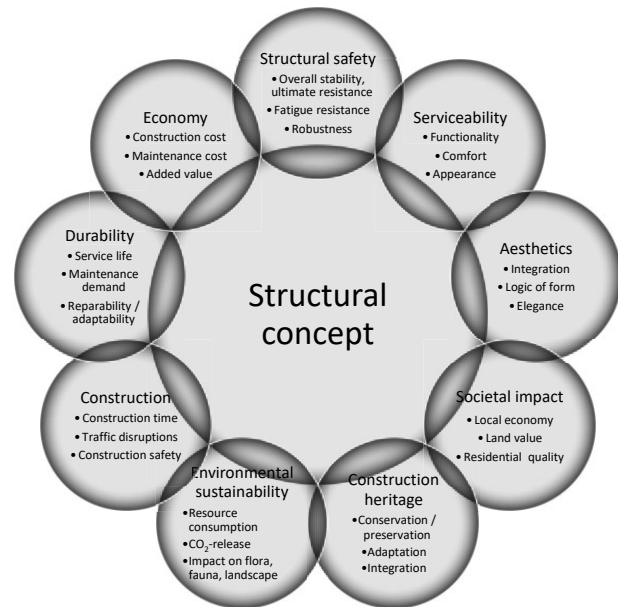 Structural safety
•Overall stability,
ultimate resistance
•Fatigue resistance
•Robustness
Serviceability
•Functionality
•Comfort
•Appearance
Aesthetics
•Integration
•Logic of form
•Elegance
Societal impact
•Local economy
•Land value
•Residential quality
Construction
heritage
•Conservation /
preservation
•Adaptation
•Integration
Environmental
sustainability
•Resource
consumption
•CO₂-release
•Impact on flora,
fauna, landscape
Construction
•Construction time
•Traffic disruptions
•Construction safety
Durability
•Service life
•Maintenance
demand
•Reparability /
adaptability
Economy
•Construction cost
•Maintenance cost
•Added value
Structural
concept